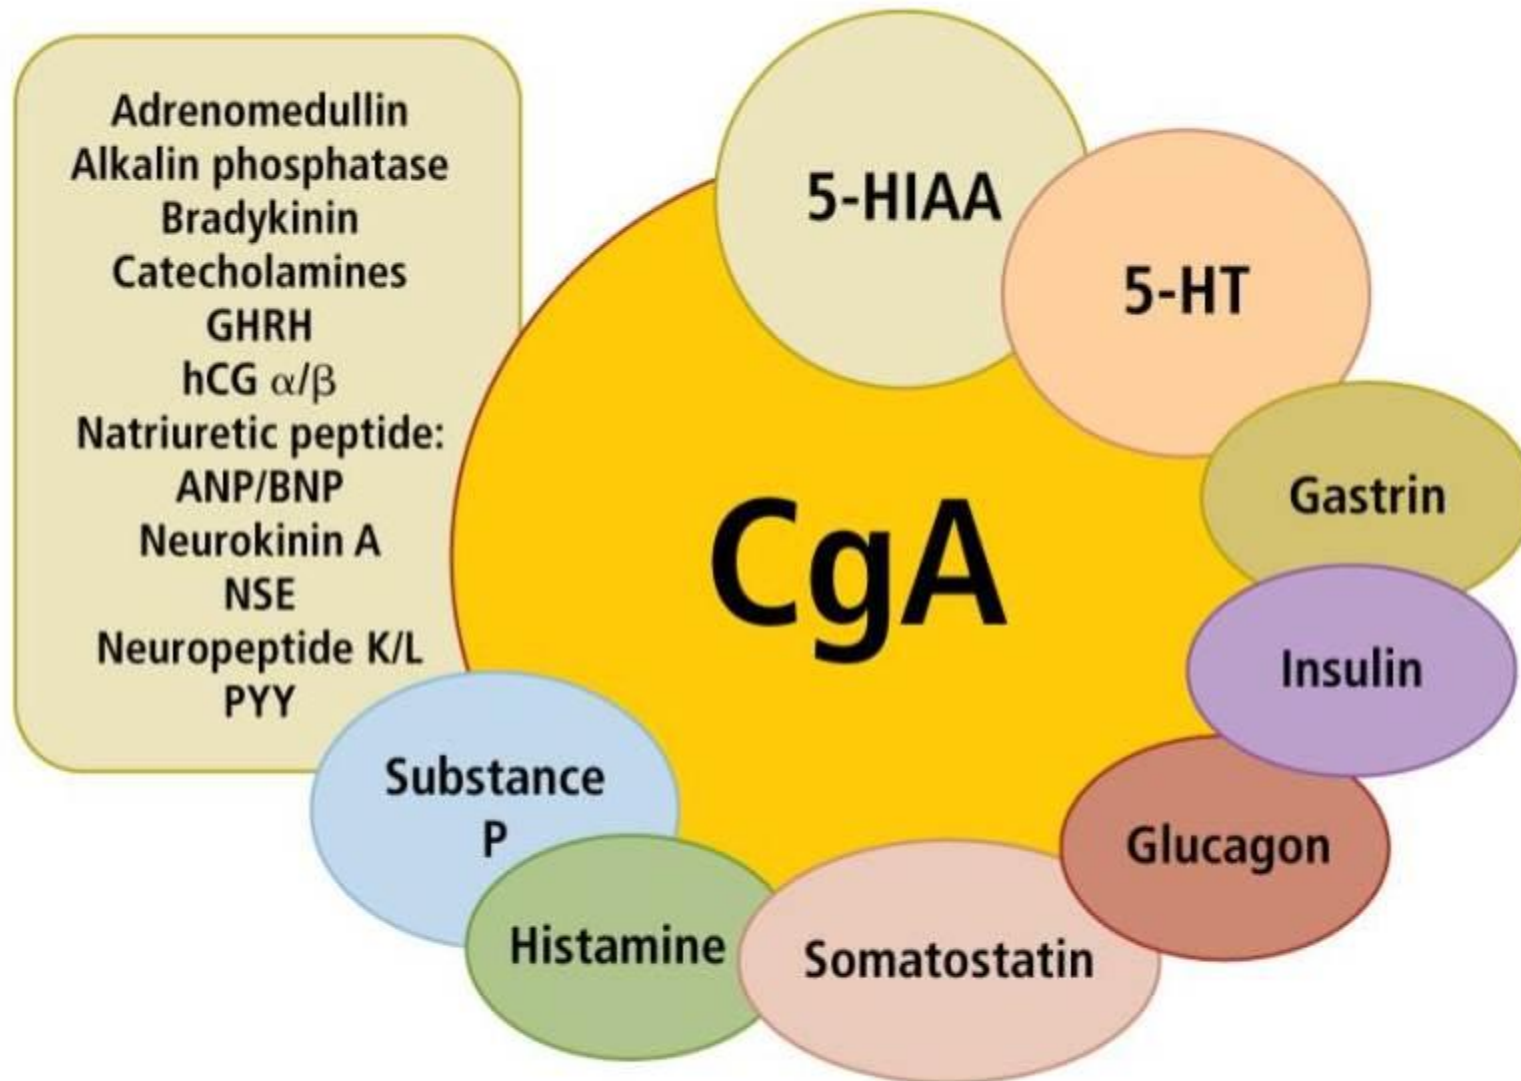 Adrenomedullin
Alkalin phosphatase
Bradykinin
Catecholamines
GHRH
hCG α/β
Natriuretic peptide:
ANP/BNP
Neurokinin A
NSE
Neuropeptide K/L
PYY
5-HIAA
5-HT
Gastrin
CgA
Insulin
Glucagon
Substance
P
Histamine
Somatostatin